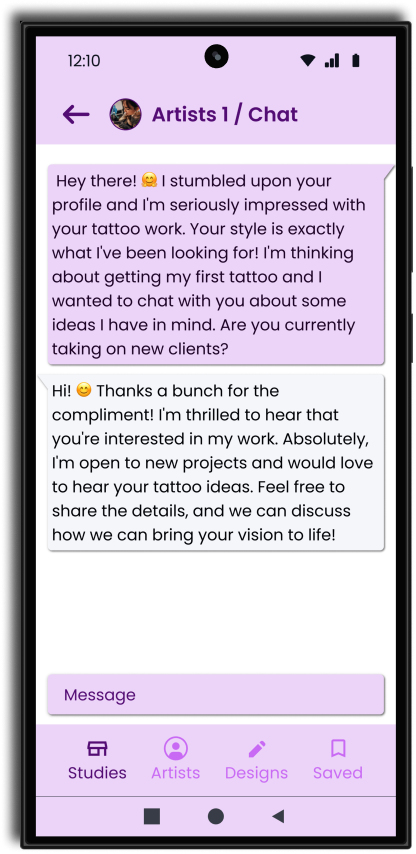 12:10
Artists 1 / Chat
Hey there! 🤗 I stumbled upon your
profile and I'm seriously impressed with
your tattoo work. Your style is exactly
what I've been looking for! I'm thinking
about getting my first tattoo and I
wanted to chat with you about some
ideas I have in mind. Are you currently
taking on new clients?
Hi! 😊 Thanks a bunch for the
compliment! I'm thrilled to hear that
you're interested in my work. Absolutely,
I'm open to new projects and would love
to hear your tattoo ideas. Feel free to
share the details, and we can discuss
how we can bring your vision to life!
Message
Studies Artists Designs Saved